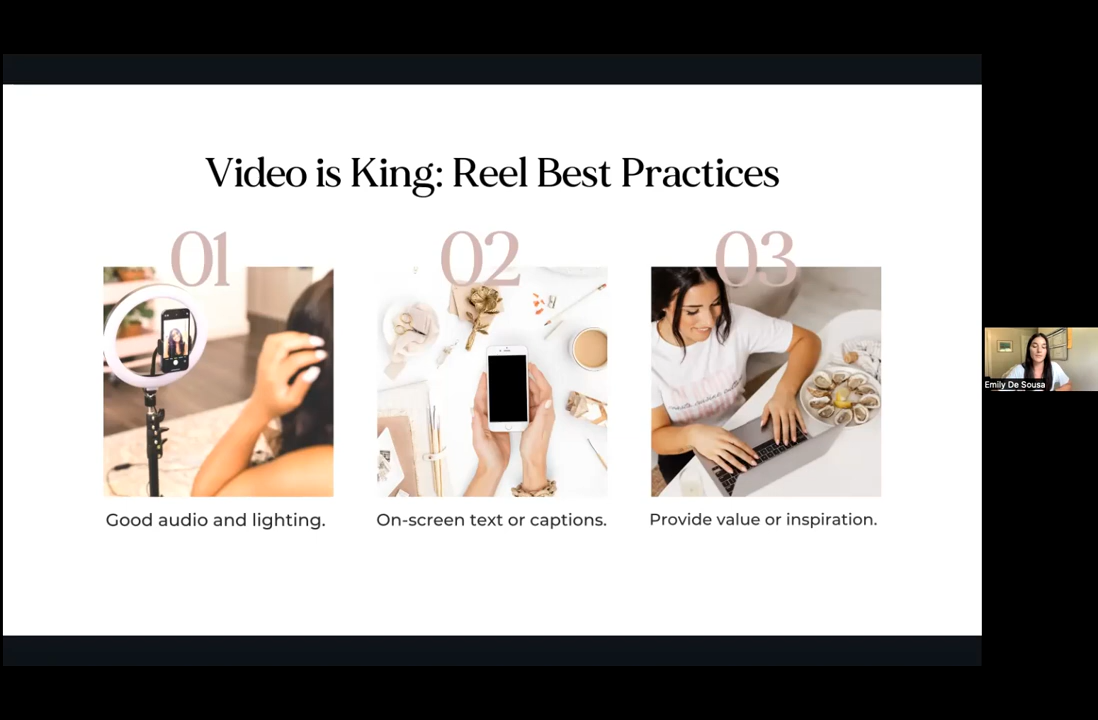 Video is King: Reel Best Practices
01
02
03
Good audio and lighting.
On-screen text or captions.
Provide value or inspiration.
Emily De Sousa